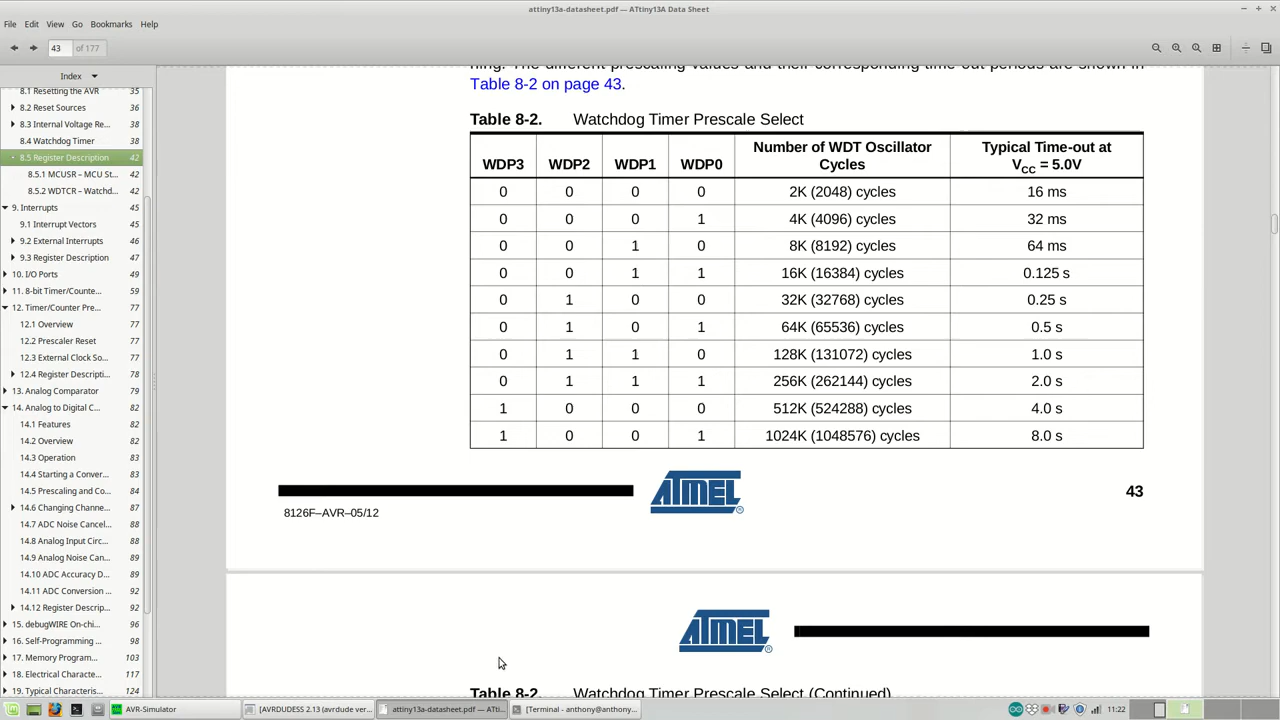 attiny13a-datasheet.pdf — ATtiny13A Data Sheet
File Edit View Go Bookmarks Help
43 of 177
Index
8.1 Resetting the AVR 35
8.2 Reset Sources 36
8.3 Internal Voltage Re... 38
8.4 Watchdog Timer 38
8.5 Register Description 42
8.5.1 MCUSR – MCU St... 42
8.5.2 WDTCR – Watchd... 42
9. Interrupts 45
9.1 Interrupt Vectors 45
9.2 External Interrupts 46
9.3 Register Description 47
10. I/O Ports 49
11. 8-bit Timer/Counte... 59
12. Timer/Counter Pre... 77
12.1 Overview 77
12.2 Prescaler Reset 77
12.3 External Clock So... 77
12.4 Register Descripti... 78
13. Analog Comparator 79
14. Analog to Digital C... 82
14.1 Features 82
14.2 Overview 82
14.3 Operation 83
14.4 Starting a Conver... 83
14.5 Prescaling and Co... 84
14.6 Changing Channe... 87
14.7 ADC Noise Cancel... 88
14.8 Analog Input Circ... 88
14.9 Analog Noise Can... 89
14.10 ADC Accuracy D... 89
14.11 ADC Conversion ... 92
14.12 Register Descrip... 92
15. debugWIRE On-chi... 96
16. Self-Programming ... 98
17. Memory Program... 103
18. Electrical Characte... 117
19. Typical Characteris... 124
ning. The different prescaling values and their corresponding time-out periods are shown in
Table 8-2 on page 43.
Table 8-2. Watchdog Timer Prescale Select
WDP3 WDP2 WDP1 WDP0 Number of WDT Oscillator Cycles Typical Time-out at VCC = 5.0V
0 0 0 0 2K (2048) cycles 16 ms
0 0 0 1 4K (4096) cycles 32 ms
0 0 1 0 8K (8192) cycles 64 ms
0 0 1 1 16K (16384) cycles 0.125 s
0 1 0 0 32K (32768) cycles 0.25 s
0 1 0 1 64K (65536) cycles 0.5 s
0 1 1 0 128K (131072) cycles 1.0 s
0 1 1 1 256K (262144) cycles 2.0 s
1 0 0 0 512K (524288) cycles 4.0 s
1 0 0 1 1024K (1048576) cycles 8.0 s
ATMEL ® 43
8126F–AVR–05/12
ATMEL ®
Table 8-2. Watchdog Timer Prescale Select (Continued)
AVR-Simulator [AVRDUDESS 2.13 (avrdude ver... attiny13a-datasheet.pdf — ATti... [Terminal - anthony@anthony... 11:22